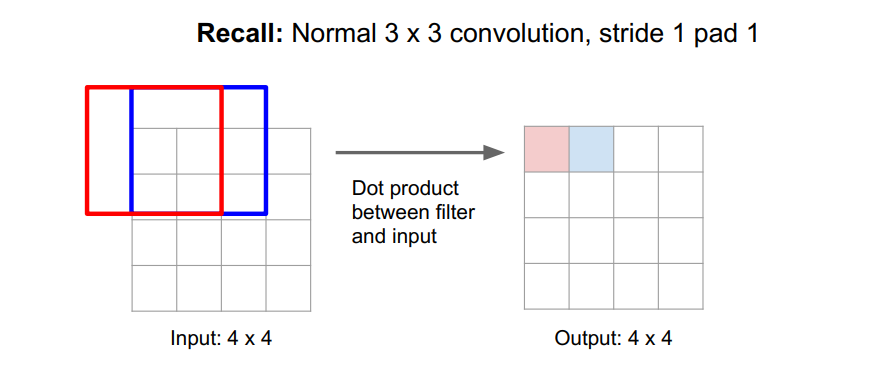 Recall: Normal 3 x 3 convolution, stride 1 pad 1
Dot product
between filter
and input
Input: 4 x 4
Output: 4 x 4